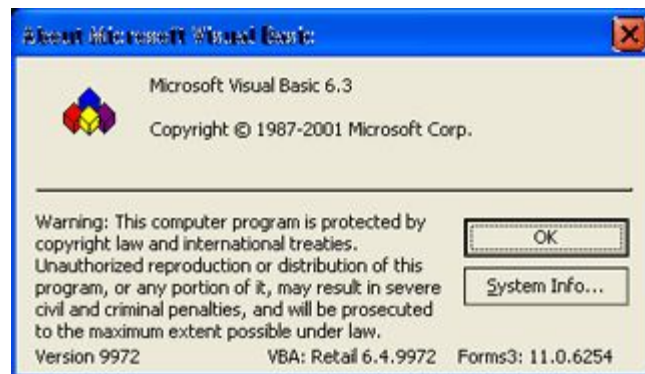 About Microsoft Visual Basic
Microsoft Visual Basic 6.3
Copyright © 1987-2001 Microsoft Corp.
Warning: This computer program is protected by
copyright law and international treaties.
Unauthorized reproduction or distribution of this
program, or any portion of it, may result in severe
civil and criminal penalties, and will be prosecuted
to the maximum extent possible under law.
OK
System Info...
Version 9972 VBA: Retail 6.4.9972 Forms3: 11.0.6254